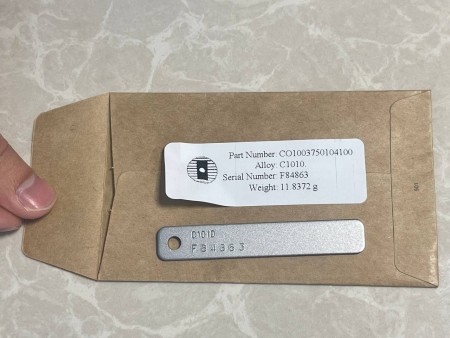 Part Number: CO1003750104100
Alloy: C1010
Serial Number: F84863
Weight: 11.8372 g
C1010
F84863